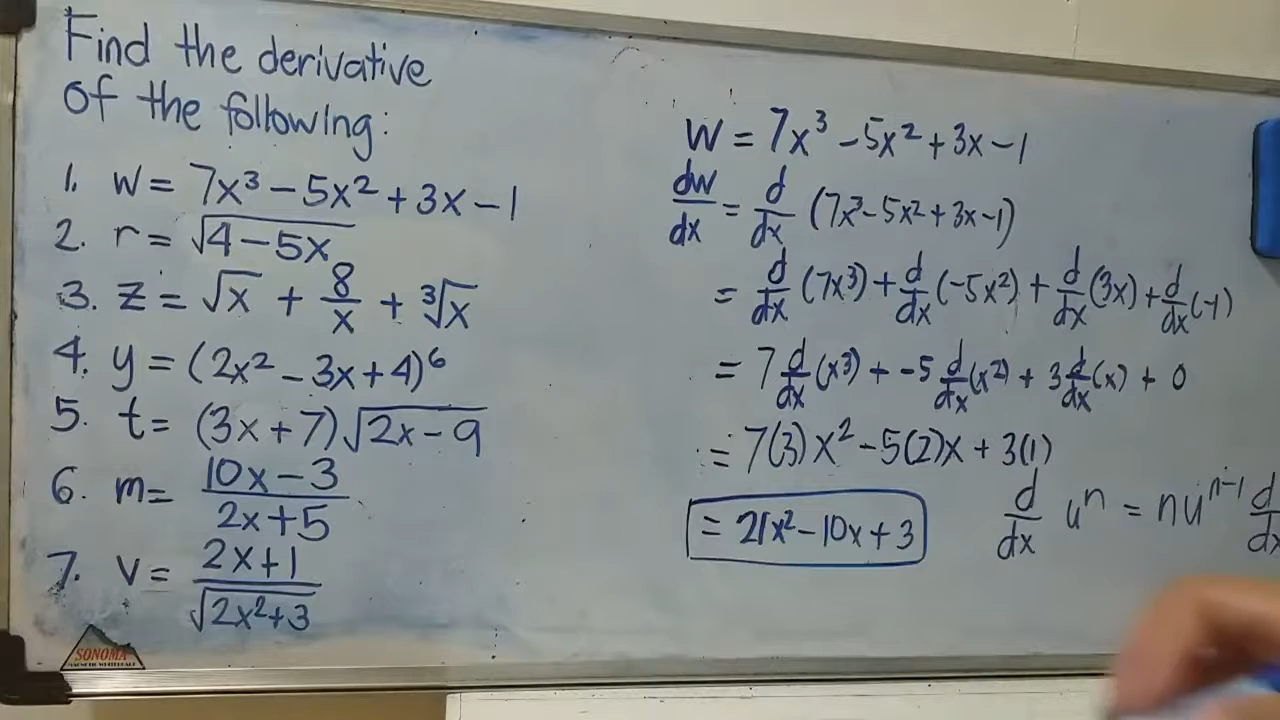 Find the derivative
of the following:
1. w = 7x³ - 5x² + 3x - 1
2. r = √(4 - 5x)
3. z = √x + 8/x + ∛x
4. y = (2x² - 3x + 4)⁶
5. t = (3x + 7)√(2x - 9)
6. m = (10x - 3)/(2x + 5)
7. v = (2x + 1)/√(2x² + 3)
SONOMA
MAGNETIC WHITEBOARD
W = 7x³ - 5x² + 3x - 1
dw/dx = d/dx (7x³ - 5x² + 3x - 1)
= d/dx (7x³) + d/dx (-5x²) + d/dx (3x) + d/dx (-1)
= 7 d/dx (x³) + -5 d/dx (x²) + 3 d/dx (x) + 0
= 7(3)x² - 5(2)x + 3(1)
= 21x² - 10x + 3
d/dx uⁿ = nuⁿ⁻¹ d/dx